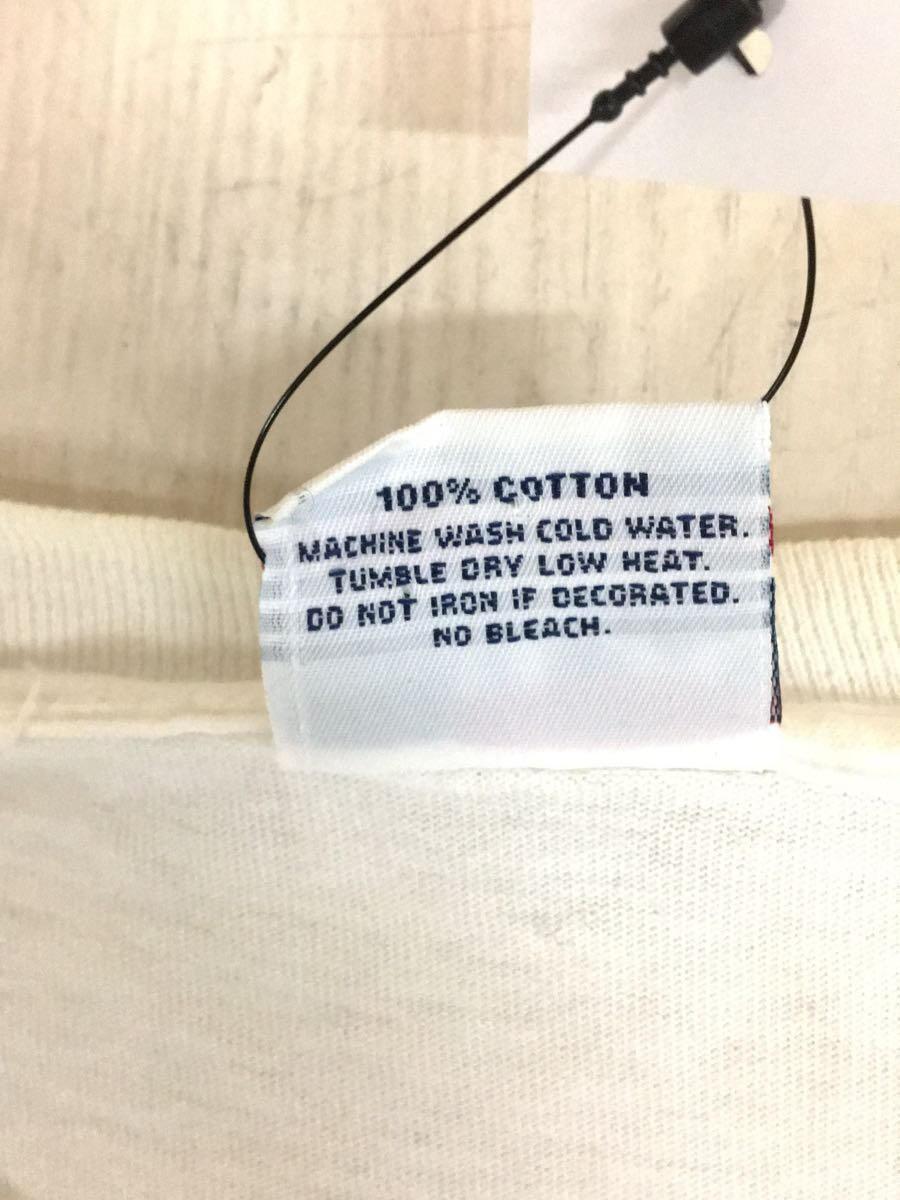 100% COTTON
MACHINE WASH COLD WATER.
TUMBLE DRY LOW HEAT.
DO NOT IRON IF DECORATED.
NO BLEACH.